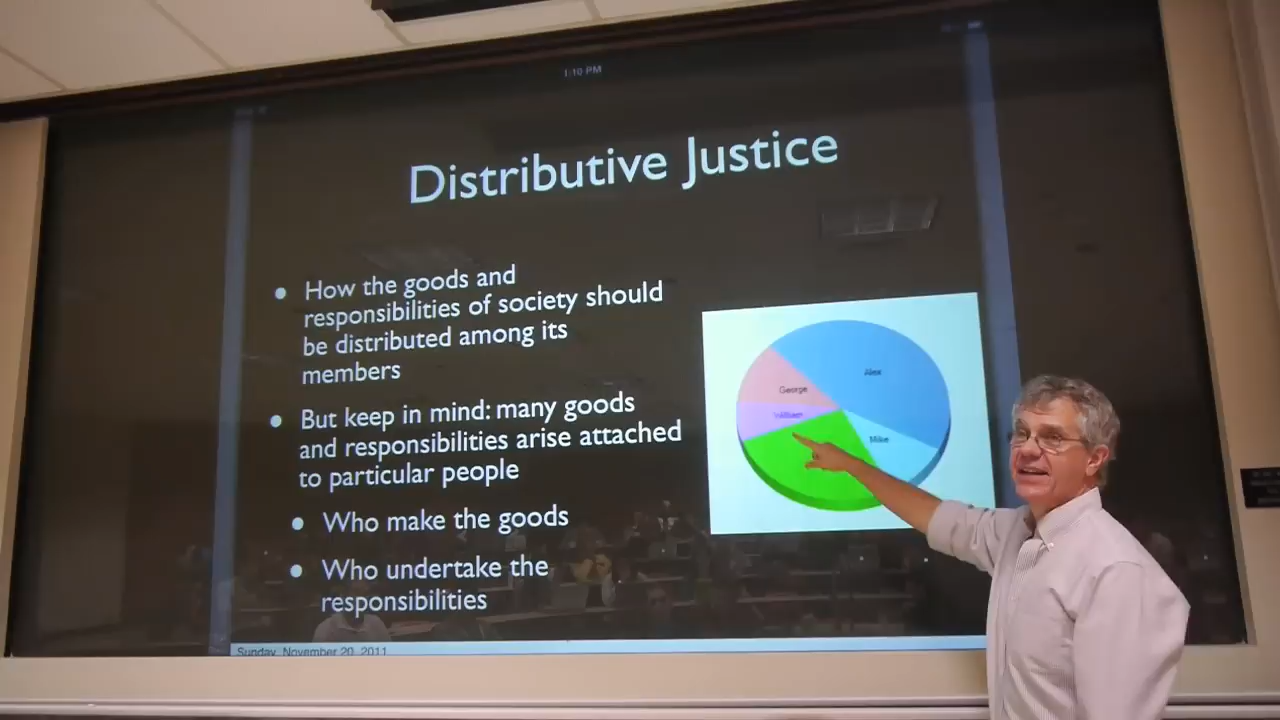 1:10 PM
Distributive Justice
• How the goods and
responsibilities of society should
be distributed among its
members
• But keep in mind: many goods
and responsibilities arise attached
to particular people
• Who make the goods
• Who undertake the
responsibilities
Alex
George
William
Mike
Sunday, November 20, 2011